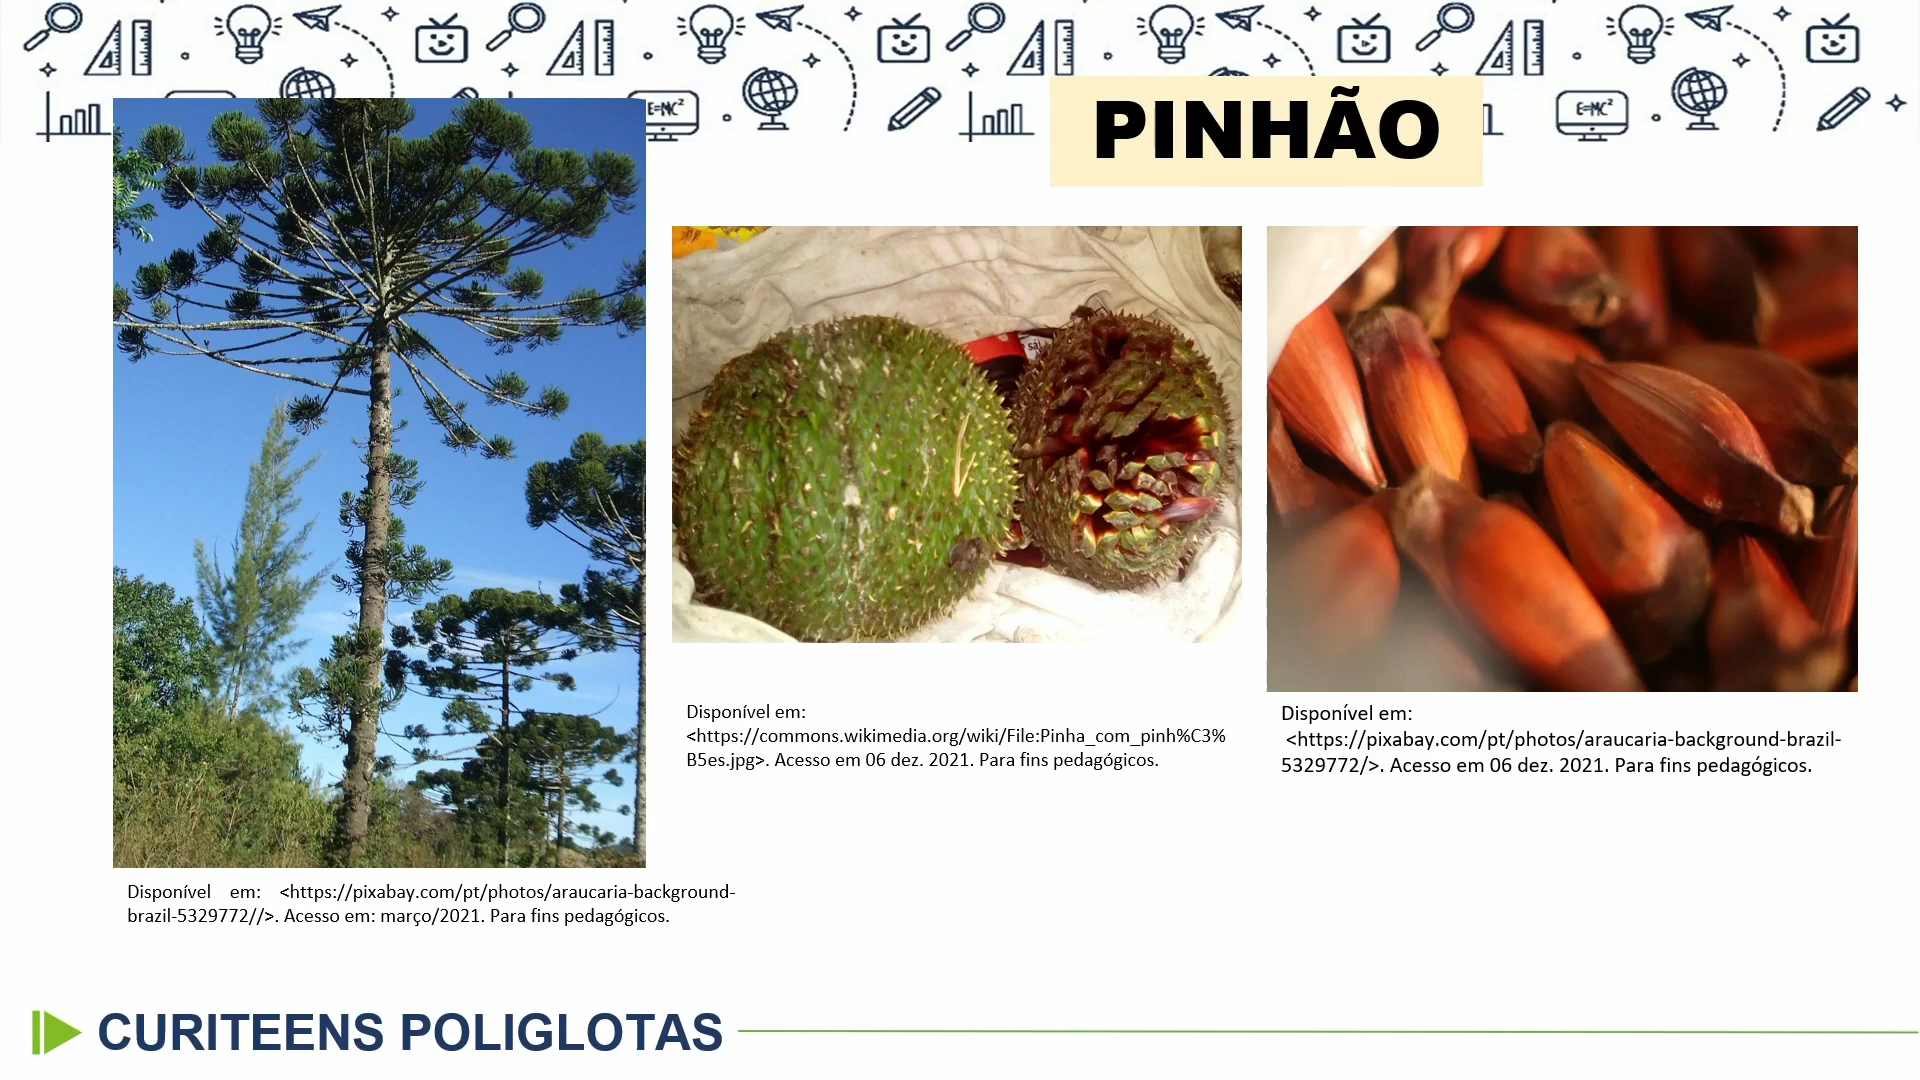 E=MC²
E=MC²
PINHÃO
Disponível em:
<https://commons.wikimedia.org/wiki/File:Pinha_com_pinh%C3%
B5es.jpg>. Acesso em 06 dez. 2021. Para fins pedagógicos.
Disponível em:
<https://pixabay.com/pt/photos/araucaria-background-brazil-
5329772/>. Acesso em 06 dez. 2021. Para fins pedagógicos.
Disponível em: <https://pixabay.com/pt/photos/araucaria-background-
brazil-5329772//>. Acesso em: março/2021. Para fins pedagógicos.
CURITEENS POLIGLOTAS